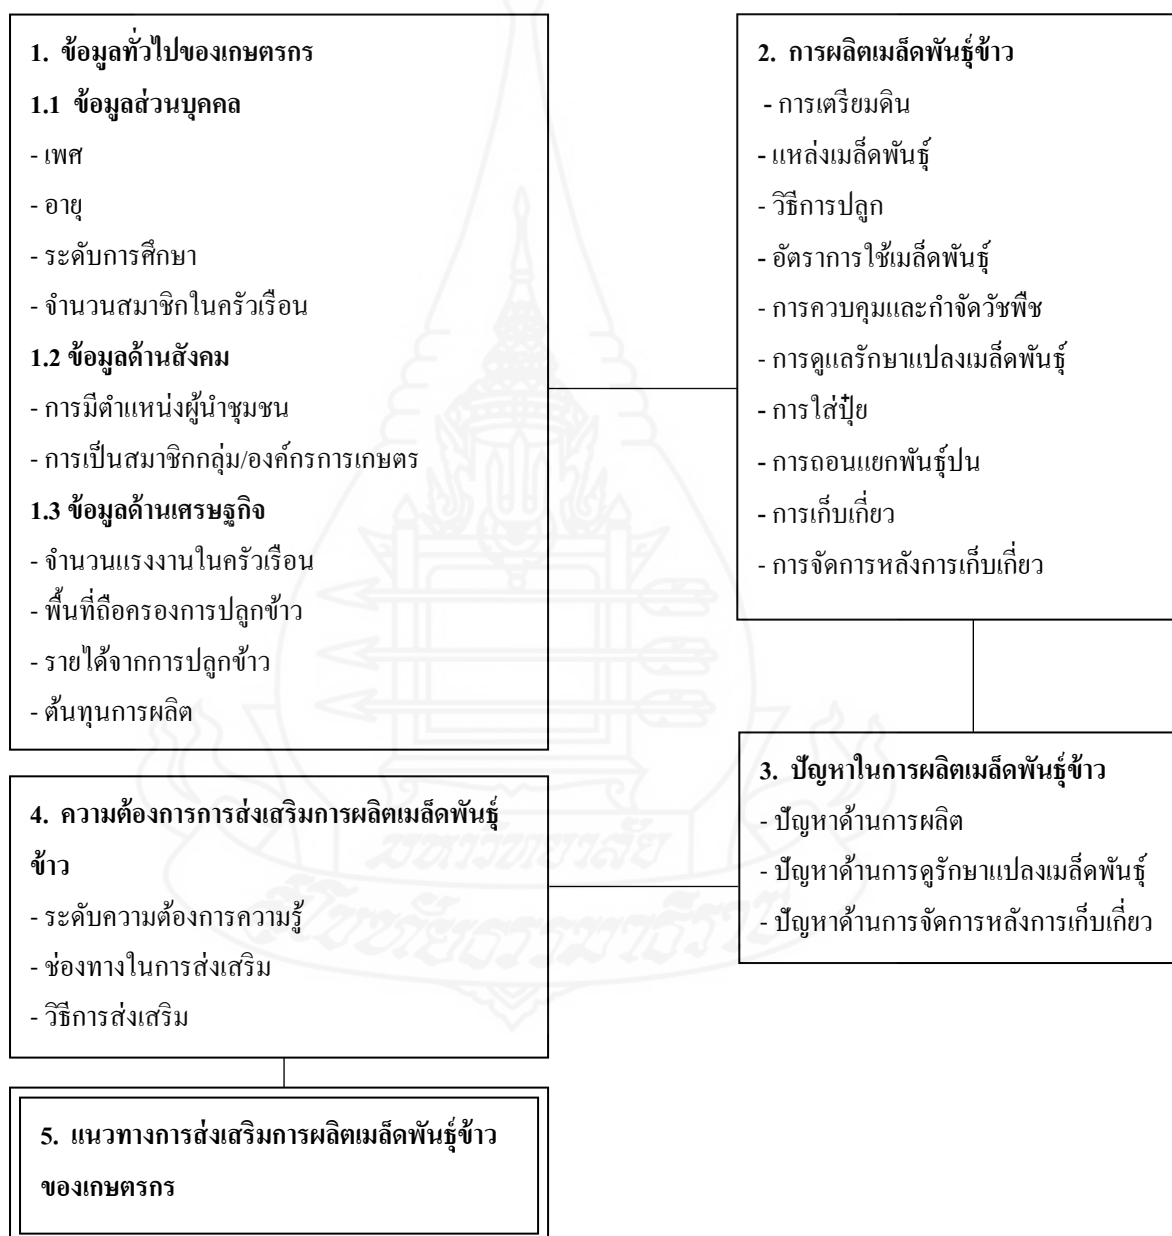 1. ข้อมูลทั่วไปของเกษตรกร
1.1 ข้อมูลส่วนบุคคล
- เพศ
- อายุ
- ระดับการศึกษา
- จำนวนสมาชิกในครัวเรือน
1.2 ข้อมูลด้านสังคม
- การมีตำแหน่งผู้นำชุมชน
- การเป็นสมาชิกกลุ่ม/องค์กรการเกษตร
1.3 ข้อมูลด้านเศรษฐกิจ
- จำนวนแรงงานในครัวเรือน
- พื้นที่ถือครองการปลูกข้าว
- รายได้จากการปลูกข้าว
- ต้นทุนการผลิต
2. การผลิตเมล็ดพันธุ์ข้าว
- การเตรียมดิน
- แหล่งเมล็ดพันธุ์
- วิธีการปลูก
- อัตราการใช้เมล็ดพันธุ์
- การควบคุมและกำจัดวัชพืช
- การดูแลรักษาแปลงเมล็ดพันธุ์
- การใส่ปุ๋ย
- การถอนแยกพันธุ์ปน
- การเก็บเกี่ยว
- การจัดการหลังการเก็บเกี่ยว
3. ปัญหาในการผลิตเมล็ดพันธุ์ข้าว
- ปัญหาด้านการผลิต
- ปัญหาด้านการดูรักษาแปลงเมล็ดพันธุ์
- ปัญหาด้านการจัดการหลังการเก็บเกี่ยว
4. ความต้องการการส่งเสริมการผลิตเมล็ดพันธุ์
ข้าว
- ระดับความต้องการความรู้
- ช่องทางในการส่งเสริม
- วิธีการส่งเสริม
5. แนวทางการส่งเสริมการผลิตเมล็ดพันธุ์ข้าว
ของเกษตรกร
มหาวิทยาลัย
สุโขทัยธรรมาธิราช